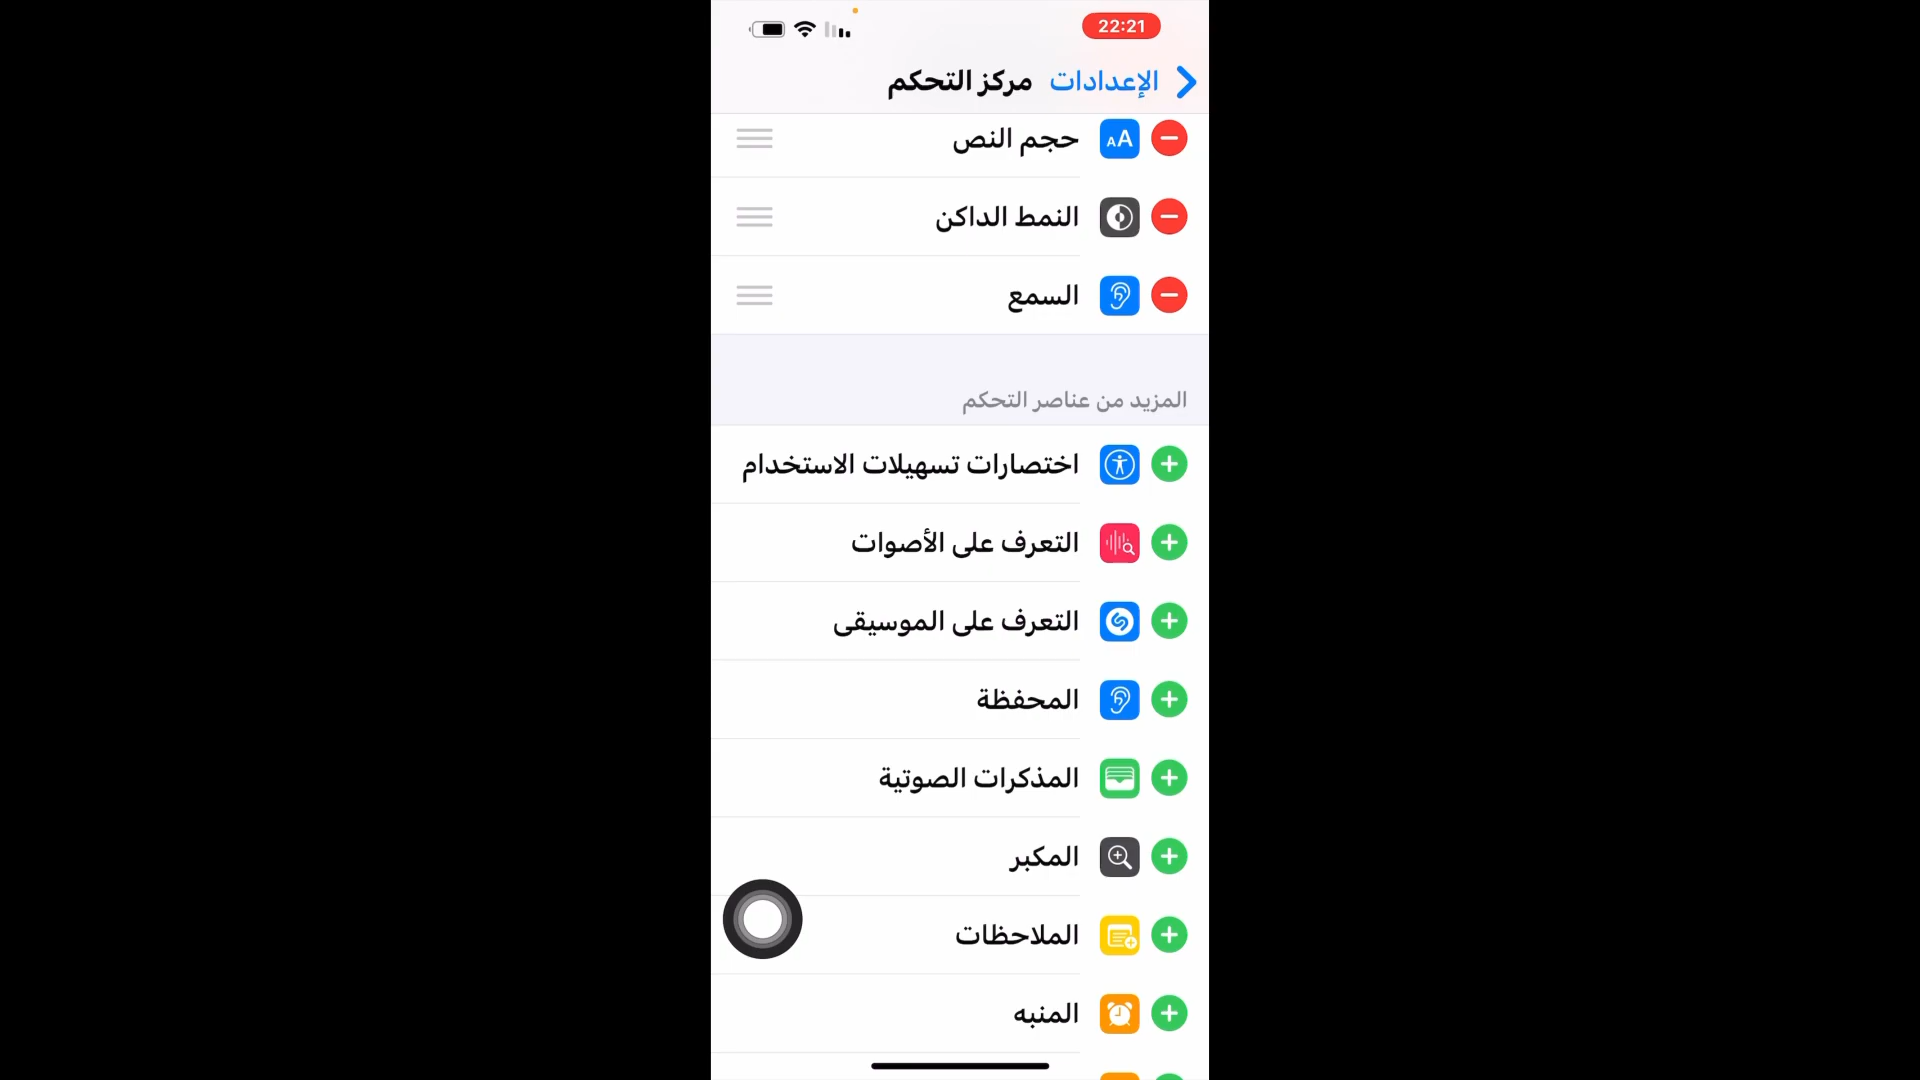 22:21
الإعدادات مركز التحكم
AA حجم النص
النمط الداكن
السمع
المزيد من عناصر التحكم
اختصارات تسهيلات الاستخدام
التعرف على الأصوات
التعرف على الموسيقى
المحفظة
المذكرات الصوتية
المكبر
الملاحظات
المنبه